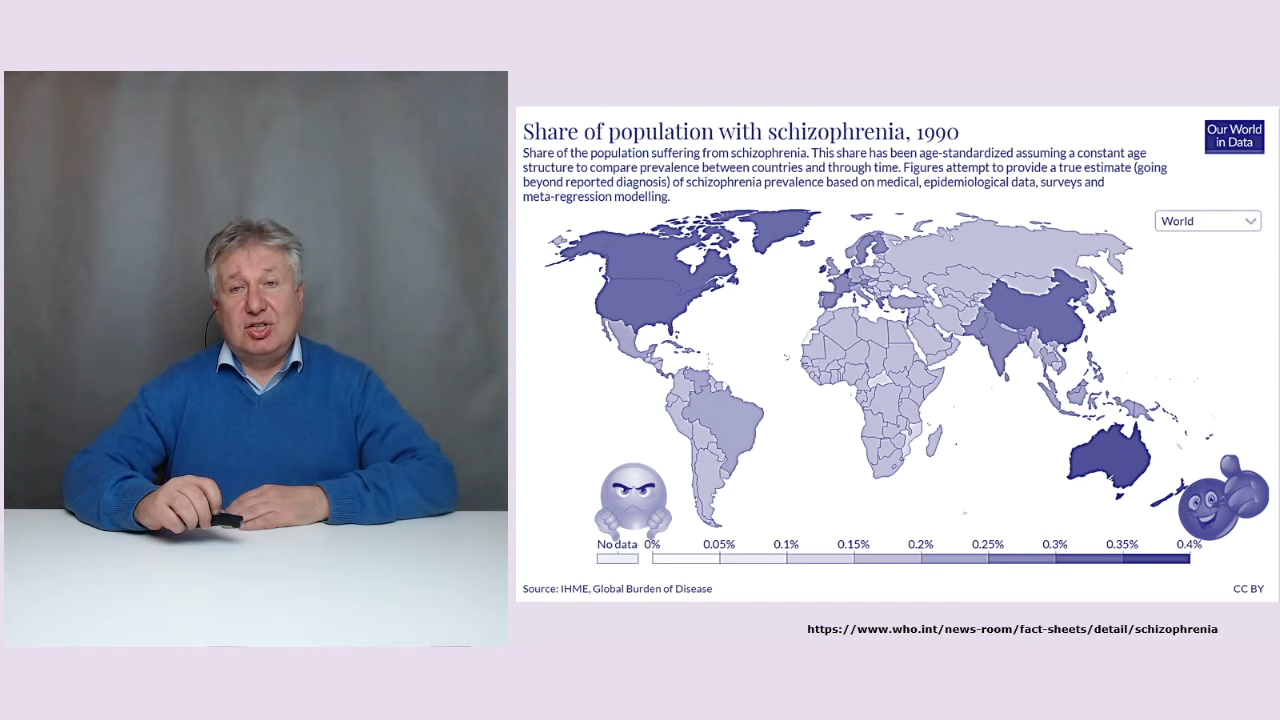 Share of population with schizophrenia, 1990
Our World
in Data
Share of the population suffering from schizophrenia. This share has been age-standardized assuming a constant age
structure to compare prevalence between countries and through time. Figures attempt to provide a true estimate (going
beyond reported diagnosis) of schizophrenia prevalence based on medical, epidemiological data, surveys and
meta-regression modelling.
World
No data 0% 0.05% 0.1% 0.15% 0.2% 0.25% 0.3% 0.35% 0.4%
Source: IHME, Global Burden of Disease
CC BY
https://www.who.int/news-room/fact-sheets/detail/schizophrenia